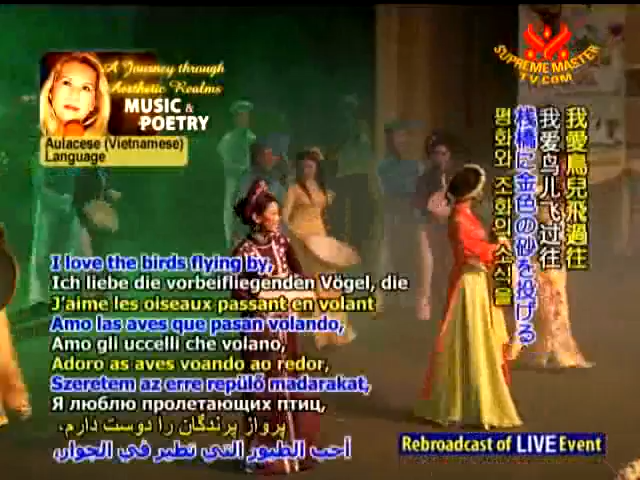 A Journey through
Aesthetic Realms
MUSIC &
POETRY
Aulacese (Vietnamese)
Language
SUPREME MASTER
TV.COM
我愛鳥兒飛過往
我爱鸟儿飞过往
桟橋に金色の砂を投げる
평화와 조화의 소식을
I love the birds flying by,
Ich liebe die vorbeifliegenden Vögel, die
J'aime les oiseaux passant en volant
Amo las aves que pasan volando,
Amo gli uccelli che volano,
Adoro as aves voando ao redor,
Szeretem az erre repülő madarakat,
Я люблю пролетающих птиц,
پرواز پرندگان را دوست دارم،
أحب الطيور التي تطير في الجوار،
Rebroadcast of LIVE Event